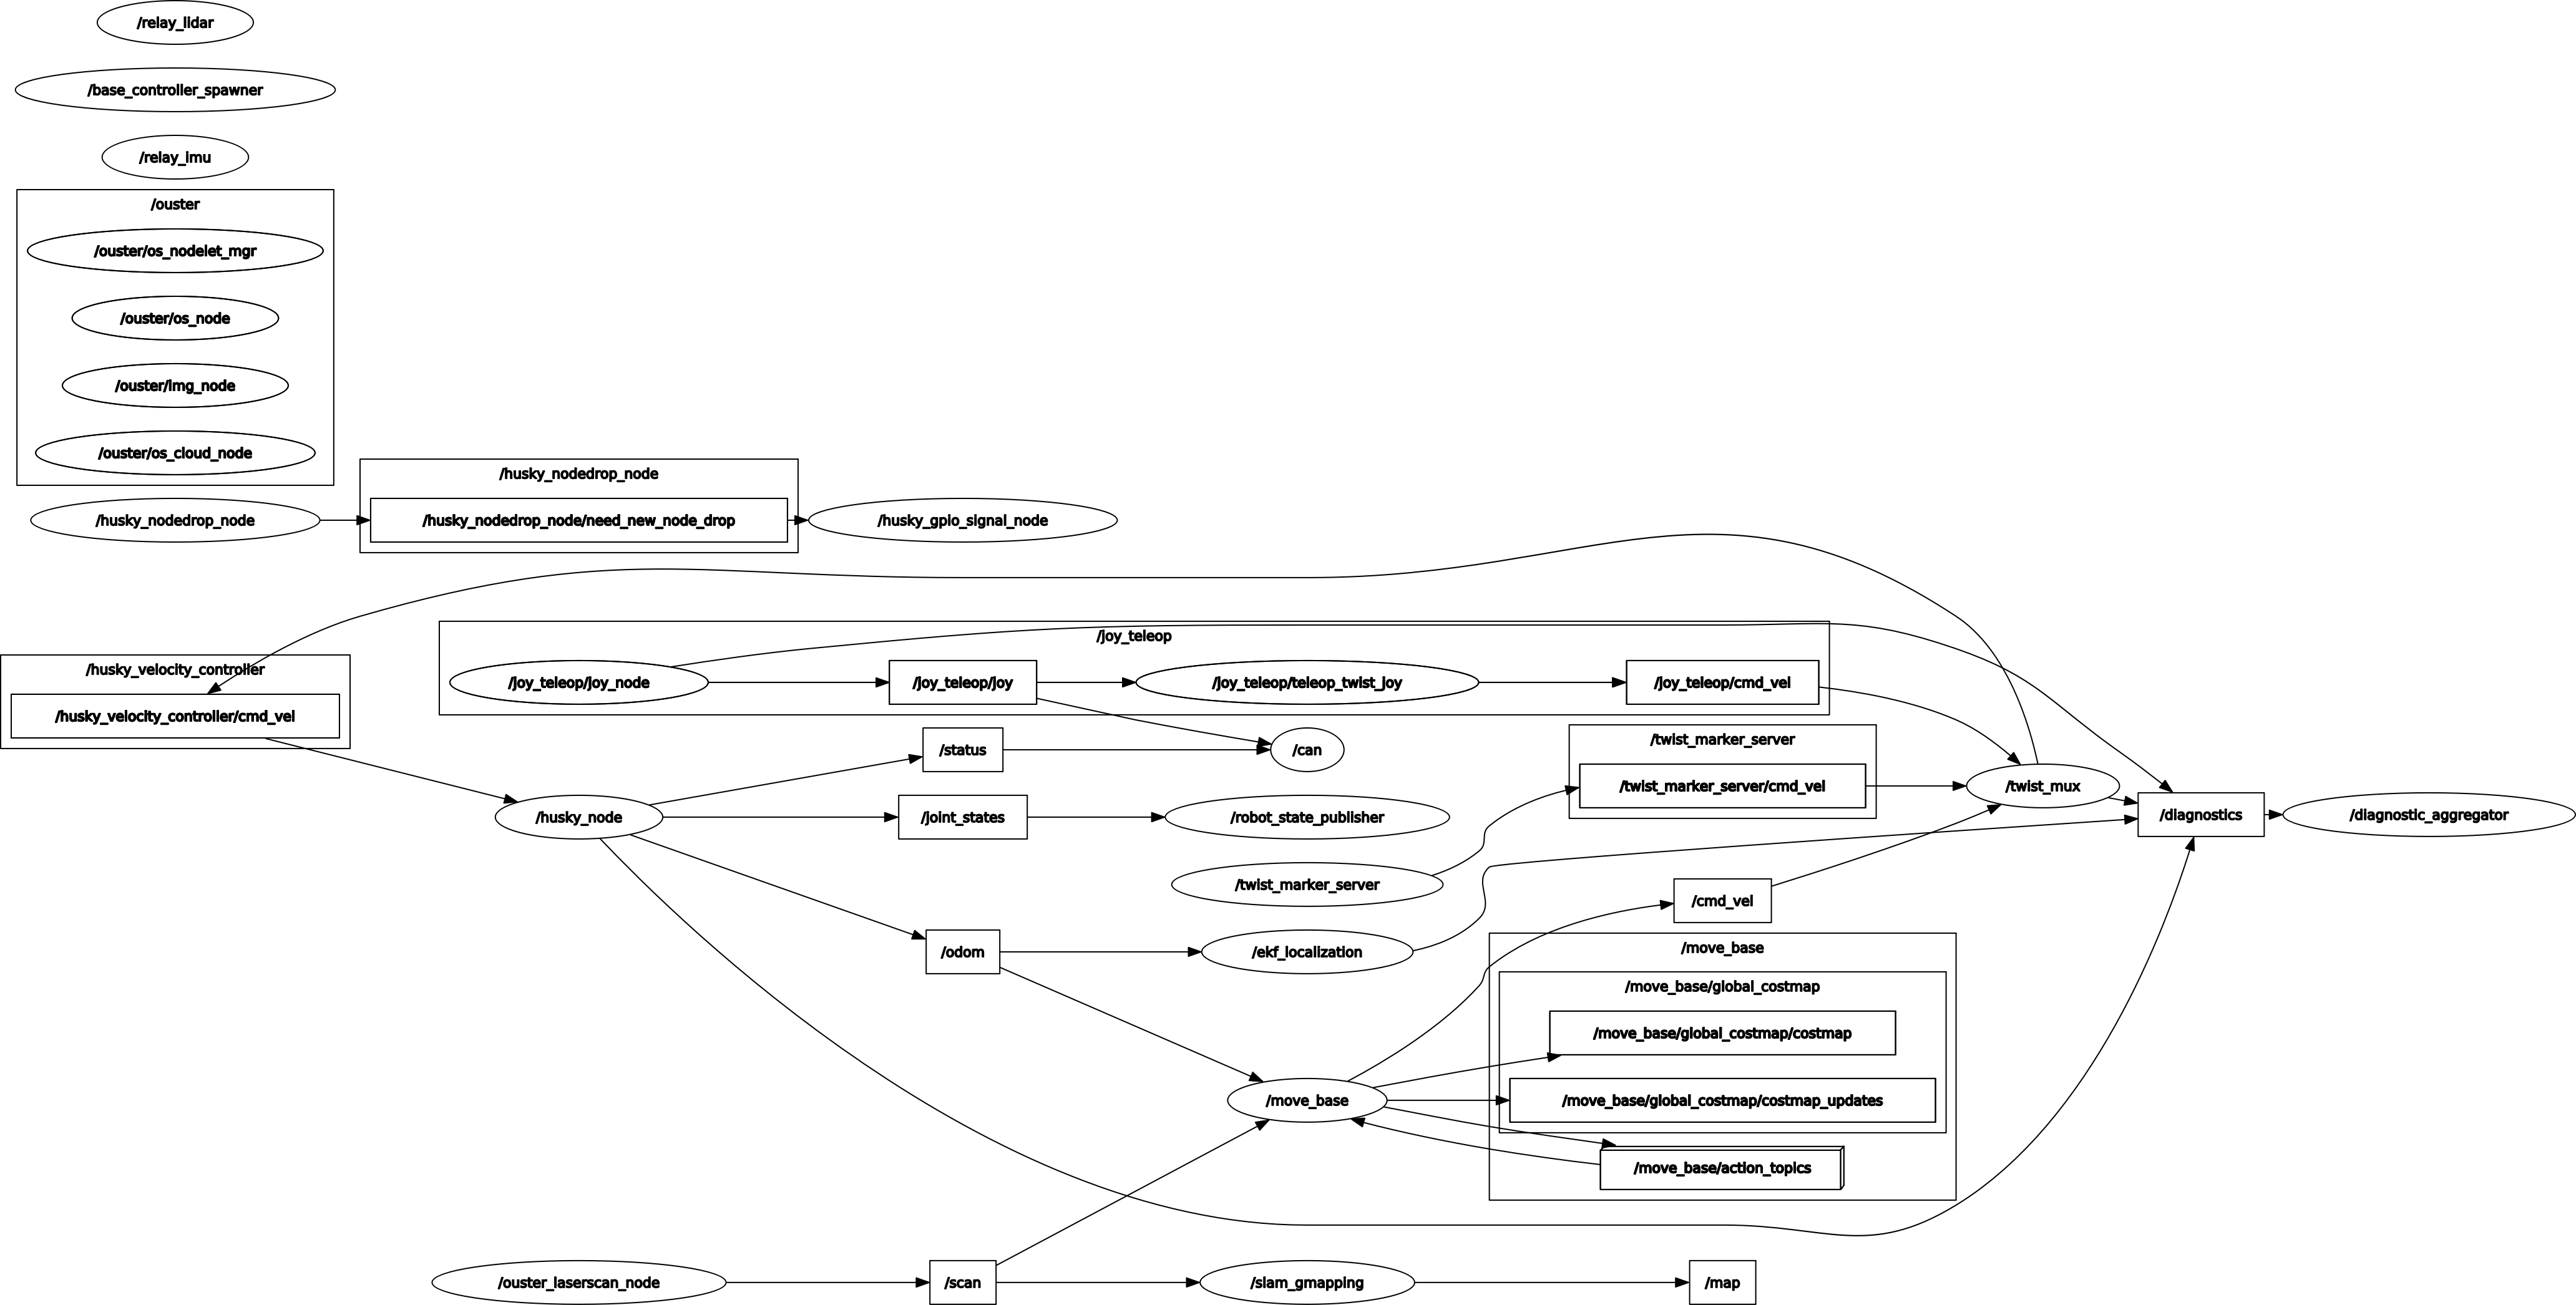 /relay_lidar
/base_controller_spawner
/relay_imu
/ouster
/ouster/os_nodelet_mgr
/ouster/os_node
/ouster/img_node
/ouster/os_cloud_node
/husky_nodedrop_node
/husky_nodedrop_node
/husky_nodedrop_node/need_new_node_drop
/husky_gpio_signal_node
/husky_velocity_controller
/husky_velocity_controller/cmd_vel
/joy_teleop
/joy_teleop/joy_node
/joy_teleop/joy
/joy_teleop/teleop_twist_joy
/joy_teleop/cmd_vel
/status
/can
/twist_marker_server
/twist_marker_server/cmd_vel
/twist_mux
/husky_node
/joint_states
/robot_state_publisher
/diagnostics
/diagnostic_aggregator
/twist_marker_server
/cmd_vel
/odom
/ekf_localization
/move_base
/move_base/global_costmap
/move_base/global_costmap/costmap
/move_base
/move_base/global_costmap/costmap_updates
/move_base/action_topics
/ouster_laserscan_node
/scan
/slam_gmapping
/map